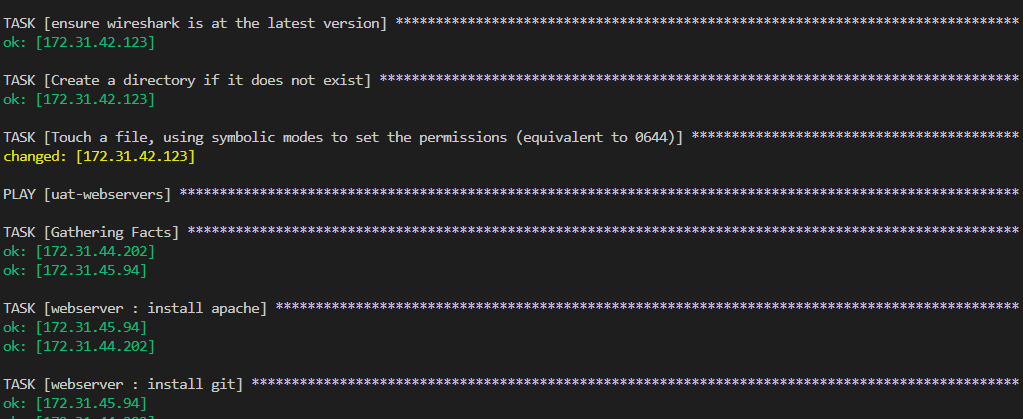 TASK [ensure wireshark is at the latest version] ******************************************************************************
ok: [172.31.42.123]
TASK [Create a directory if it does not exist] ********************************************************************************
ok: [172.31.42.123]
TASK [Touch a file, using symbolic modes to set the permissions (equivalent to 0644)] *****************************************
changed: [172.31.42.123]
PLAY [uat-webservers] *********************************************************************************************************
TASK [Gathering Facts] ********************************************************************************************************
ok: [172.31.44.202]
ok: [172.31.45.94]
TASK [webserver : install apache] *********************************************************************************************
ok: [172.31.45.94]
ok: [172.31.44.202]
TASK [webserver : install git] ************************************************************************************************
ok: [172.31.45.94]